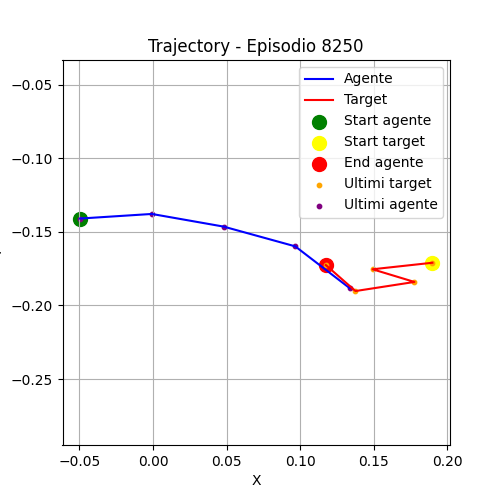 Trajectory - Episodio 8250
Agente
Target
Start agente
Start target
End agente
Ultimi target
Ultimi agente
−0.05
−0.10
−0.15
−0.20
−0.25
−0.05
0.00
0.05
0.10
0.15
0.20
X